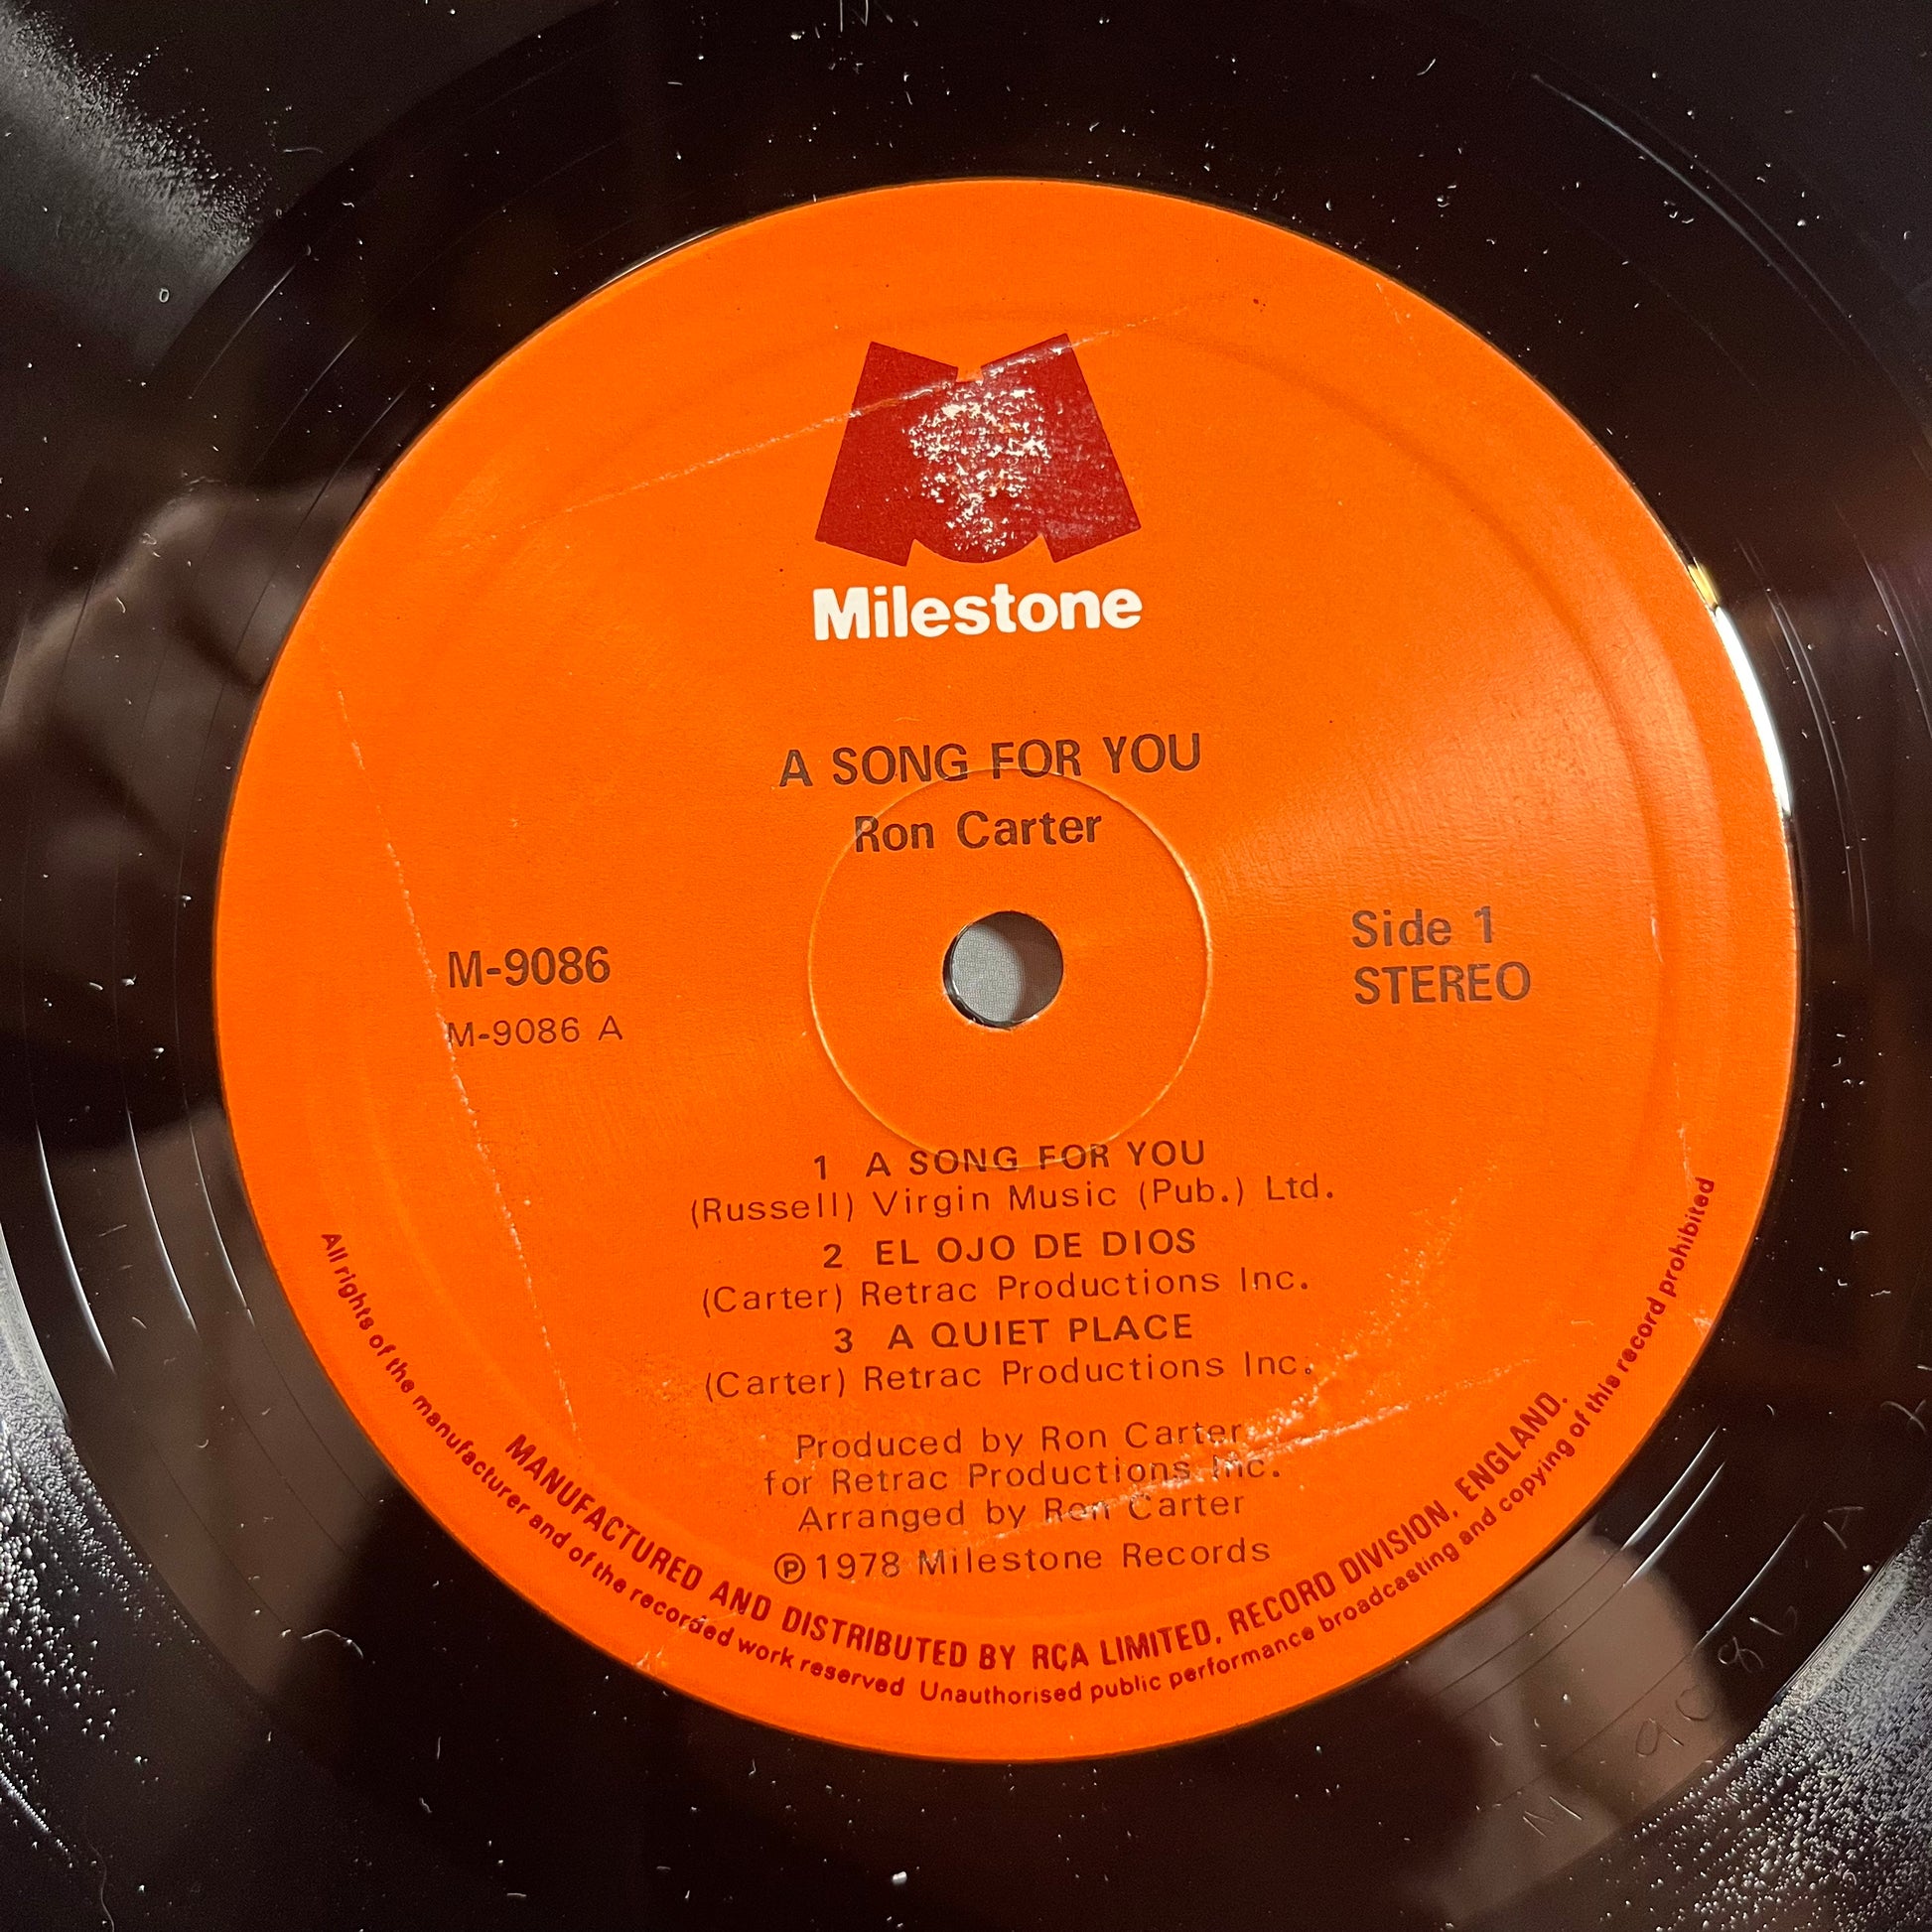 Milestone
A SONG FOR YOU
Ron Carter
M-9086
M-9086 A
Side 1
STEREO
1 A SONG FOR YOU
(Russell) Virgin Music (Pub.) Ltd.
2 EL OJO DE DIOS
(Carter) Retrac Productions Inc.
3 A QUIET PLACE
(Carter) Retrac Productions Inc.
Produced by Ron Carter
for Retrac Productions Inc.
Arranged by Ron Carter
℗ 1978 Milestone Records
MANUFACTURED AND DISTRIBUTED BY RCA LIMITED, RECORD DIVISION, ENGLAND.
All rights of the manufacturer and of the recorded work reserved Unauthorised public performance broadcasting and copying of this record prohibited
M 9086 A